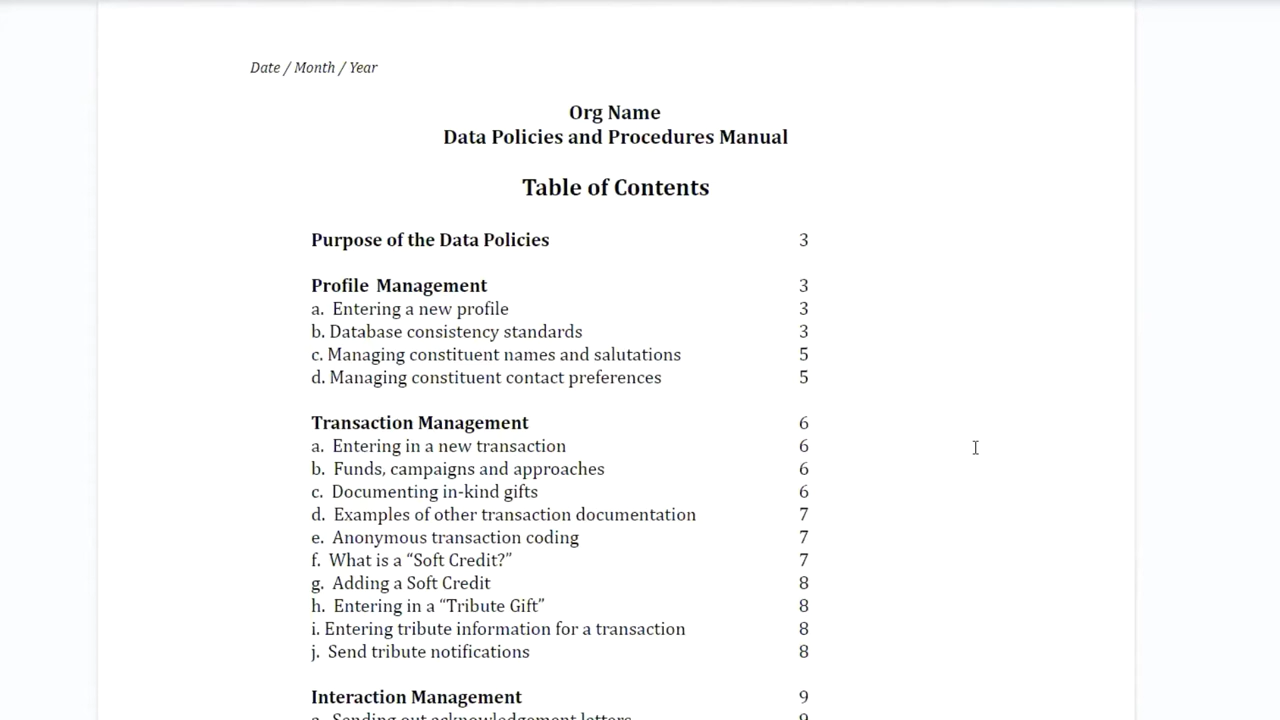 Date / Month / Year
Org Name
Data Policies and Procedures Manual
Table of Contents
Purpose of the Data Policies 3
Profile Management 3
a. Entering a new profile 3
b. Database consistency standards 3
c. Managing constituent names and salutations 5
d. Managing constituent contact preferences 5
Transaction Management 6
a. Entering in a new transaction 6
b. Funds, campaigns and approaches 6
c. Documenting in-kind gifts 6
d. Examples of other transaction documentation 7
e. Anonymous transaction coding 7
f. What is a “Soft Credit?” 7
g. Adding a Soft Credit 8
h. Entering in a “Tribute Gift” 8
i. Entering tribute information for a transaction 8
j. Send tribute notifications 8
Interaction Management 9
a. Sending out acknowledgement letters 9